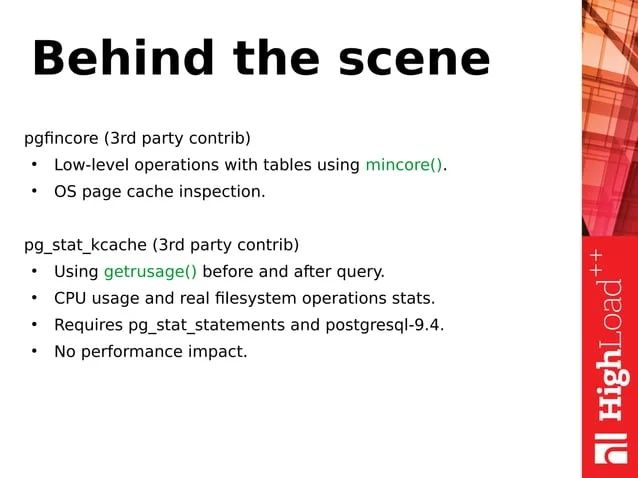 Behind the scene
pgfincore (3rd party contrib)
• Low-level operations with tables using mincore().
• OS page cache inspection.
pg_stat_kcache (3rd party contrib)
• Using getrusage() before and after query.
• CPU usage and real filesystem operations stats.
• Requires pg_stat_statements and postgresql-9.4.
• No performance impact.
HighLoad++